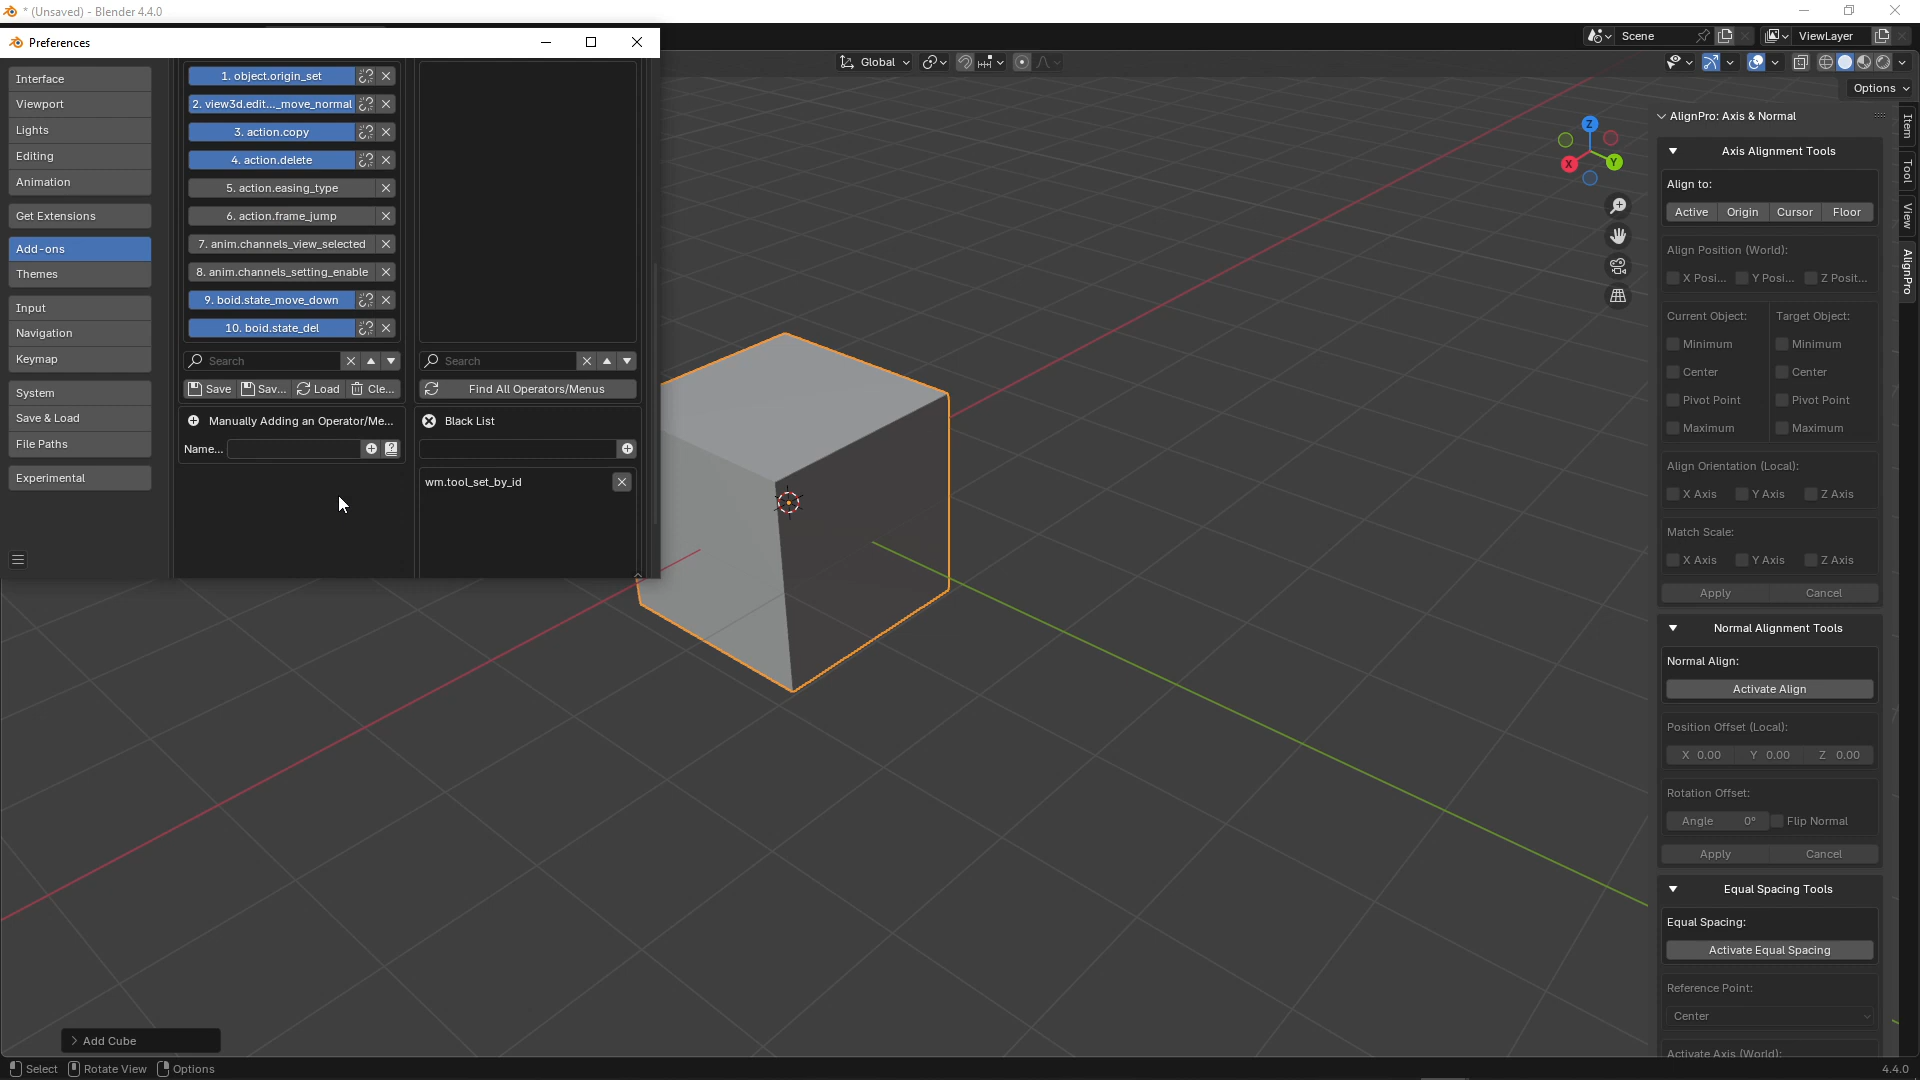 * (Unsaved) - Blender 4.4.0
Scene
ViewLayer
Preferences
Interface
Viewport
Lights
Editing
Animation
Get Extensions
Add-ons
Themes
Input
Navigation
Keymap
System
Save & Load
File Paths
Experimental
1. object.origin_set
2. view3d.edit..._move_normal
3. action.copy
4. action.delete
5. action.easing_type
6. action.frame_jump
7. anim.channels_view_selected
8. anim.channels_setting_enable
9. boid.state_move_down
10. boid.state_del
Search
Save
Sav...
Load
Cle...
Manually Adding an Operator/Me...
Name...
Search
Find All Operators/Menus
Black List
wm.tool_set_by_id
Global
Options
Z
X
Y
AlignPro: Axis & Normal
Axis Alignment Tools
Align to:
Active Origin Cursor Floor
Align Position (World):
X Posi... Y Posi... Z Posit...
Current Object: Target Object:
Minimum Minimum
Center Center
Pivot Point Pivot Point
Maximum Maximum
Align Orientation (Local):
X Axis Y Axis Z Axis
Match Scale:
X Axis Y Axis Z Axis
Apply Cancel
Normal Alignment Tools
Normal Align:
Activate Align
Position Offset (Local):
X 0.00 Y 0.00 Z 0.00
Rotation Offset:
Angle 0° Flip Normal
Apply Cancel
Equal Spacing Tools
Equal Spacing:
Activate Equal Spacing
Reference Point:
Center
Activate Axis (World):
Item
Tool
View
AlignPro
Add Cube
Select Rotate View Options
4.4.0